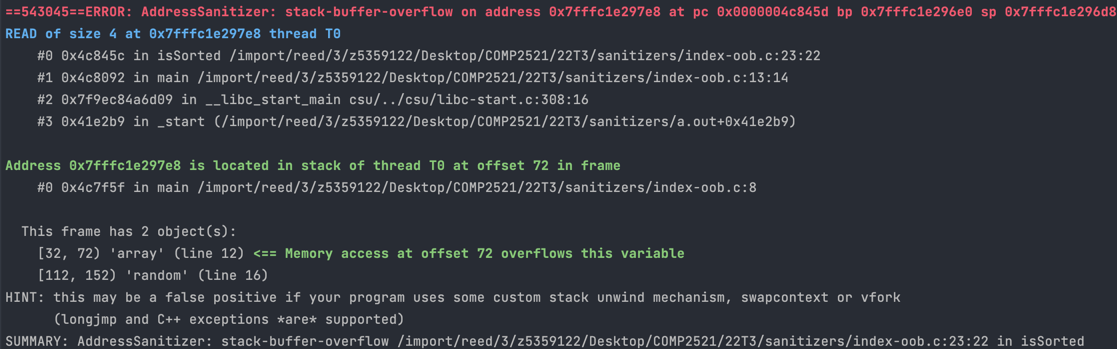 ==543045==ERROR: AddressSanitizer: stack-buffer-overflow on address 0x7fffc1e297e8 at pc 0x0000004c845d bp 0x7fffc1e296e0 sp 0x7fffc1e296d8
READ of size 4 at 0x7fffc1e297e8 thread T0
    #0 0x4c845c in isSorted /import/reed/3/z5359122/Desktop/COMP2521/22T3/sanitizers/index-oob.c:23:22
    #1 0x4c8092 in main /import/reed/3/z5359122/Desktop/COMP2521/22T3/sanitizers/index-oob.c:13:14
    #2 0x7f9ec84a6d09 in __libc_start_main csu/../csu/libc-start.c:308:16
    #3 0x41e2b9 in _start (/import/reed/3/z5359122/Desktop/COMP2521/22T3/sanitizers/a.out+0x41e2b9)

Address 0x7fffc1e297e8 is located in stack of thread T0 at offset 72 in frame
    #0 0x4c7f5f in main /import/reed/3/z5359122/Desktop/COMP2521/22T3/sanitizers/index-oob.c:8

  This frame has 2 object(s):
    [32, 72) 'array' (line 12) <== Memory access at offset 72 overflows this variable
    [112, 152) 'random' (line 16)
HINT: this may be a false positive if your program uses some custom stack unwind mechanism, swapcontext or vfork
      (longjmp and C++ exceptions *are* supported)
SUMMARY: AddressSanitizer: stack-buffer-overflow /import/reed/3/z5359122/Desktop/COMP2521/22T3/sanitizers/index-oob.c:23:22 in isSorted